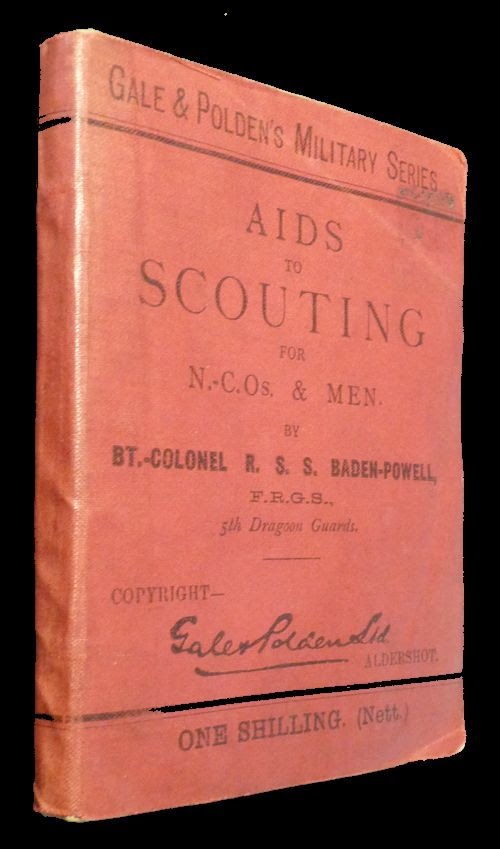 GALE & POLDEN'S MILITARY SERIES
AIDS
TO
SCOUTING
FOR
N.-C.Os. & MEN.
BY
BT.-COLONEL R. S. S. BADEN-POWELL,
F.R.G.S.,
5th Dragoon Guards.
COPYRIGHT—
Gale & Polden Ltd.
ALDERSHOT.
ONE SHILLING. (Nett.)